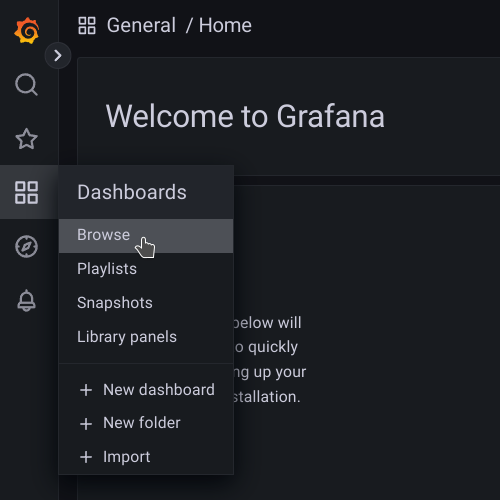 General / Home
Welcome to Grafana
Dashboards
Browse
Playlists
Snapshots
Library panels
below will
o quickly
ng up your
stallation.
+ New dashboard
+ New folder
+ Import